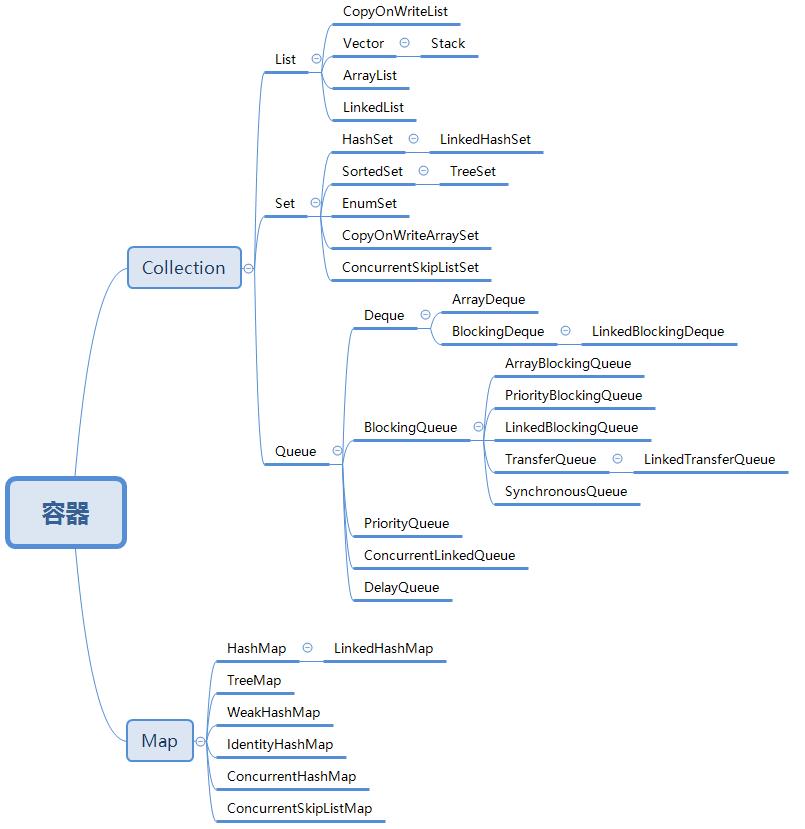 容器
Collection
List
CopyOnWriteList
Vector
Stack
ArrayList
LinkedList
Set
HashSet
LinkedHashSet
SortedSet
TreeSet
EnumSet
CopyOnWriteArraySet
ConcurrentSkipListSet
Queue
Deque
ArrayDeque
BlockingDeque
LinkedBlockingDeque
BlockingQueue
ArrayBlockingQueue
PriorityBlockingQueue
LinkedBlockingQueue
TransferQueue
LinkedTransferQueue
SynchronousQueue
PriorityQueue
ConcurrentLinkedQueue
DelayQueue
Map
HashMap
LinkedHashMap
TreeMap
WeakHashMap
IdentityHashMap
ConcurrentHashMap
ConcurrentSkipListMap